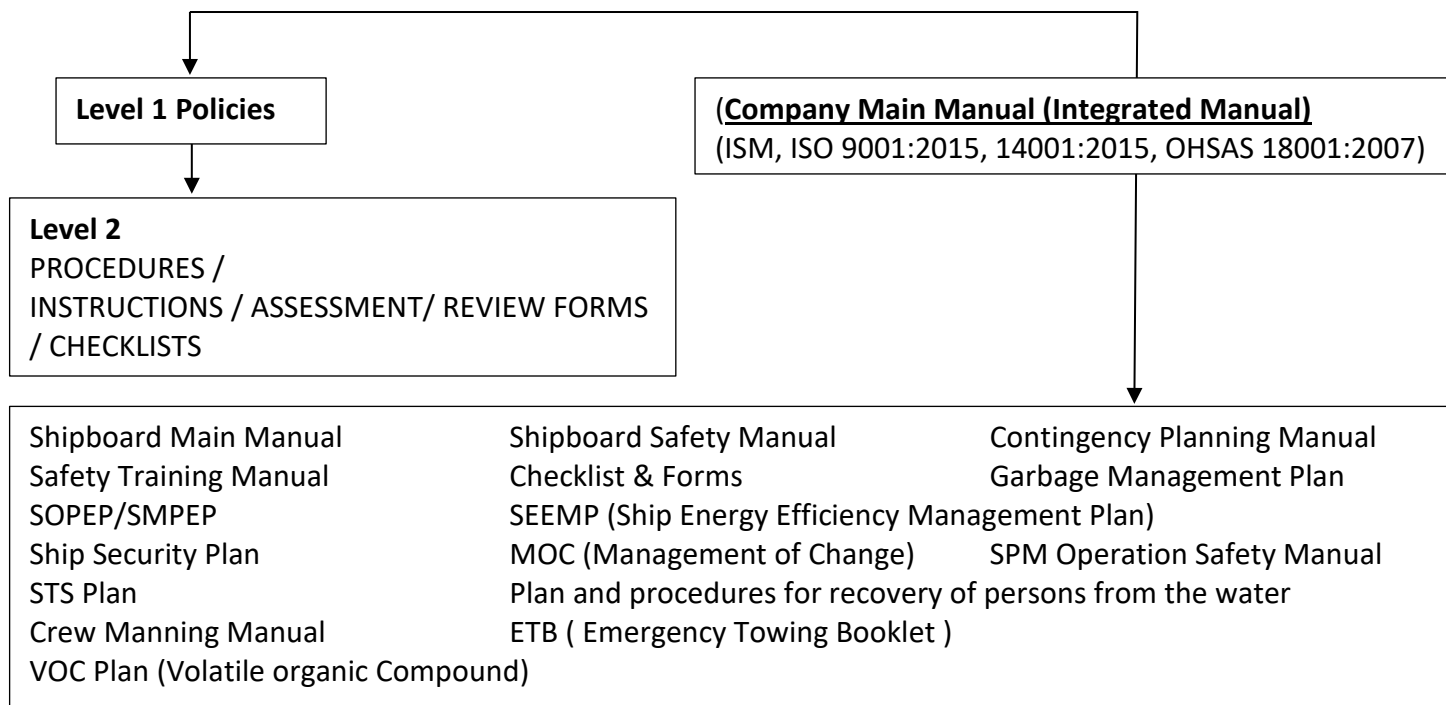 Level 1 Policies
(Company Main Manual (Integrated Manual)
(ISM, ISO 9001:2015, 14001:2015, OHSAS 18001:2007)
Level 2
PROCEDURES /
INSTRUCTIONS / ASSESSMENT/ REVIEW FORMS
/ CHECKLISTS
Shipboard Main Manual Shipboard Safety Manual Contingency Planning Manual
Safety Training Manual Checklist & Forms Garbage Management Plan
SOPEP/SMPEP SEEMP (Ship Energy Efficiency Management Plan)
Ship Security Plan MOC (Management of Change) SPM Operation Safety Manual
STS Plan Plan and procedures for recovery of persons from the water
Crew Manning Manual ETB ( Emergency Towing Booklet )
VOC Plan (Volatile organic Compound)